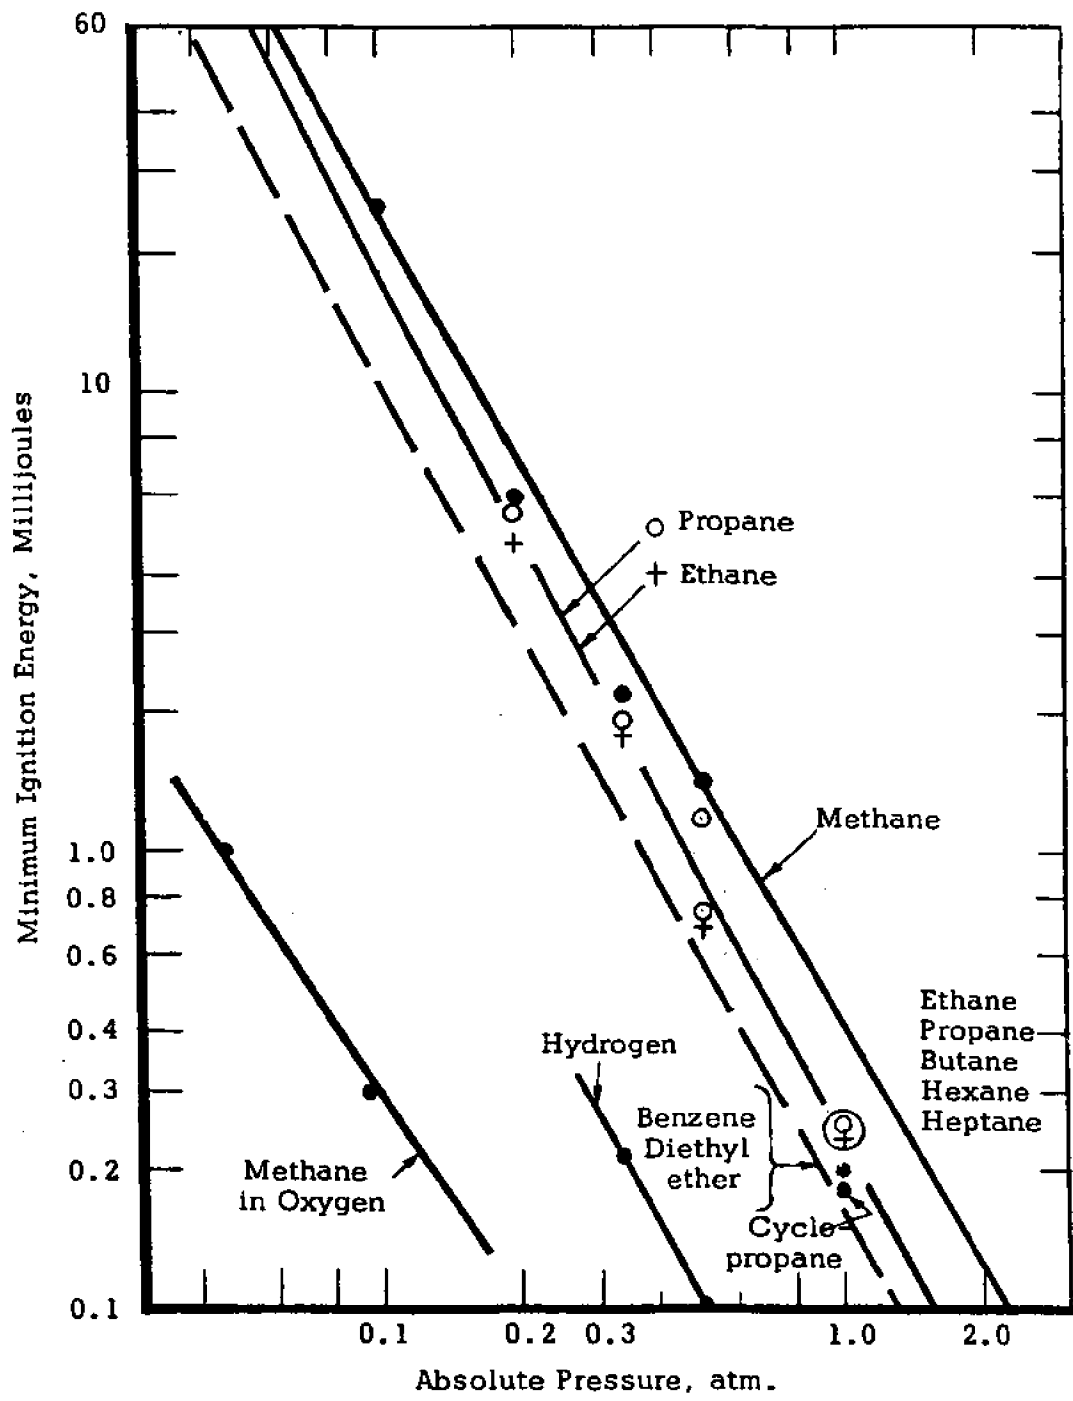 60
10
1.0
0.8
0.6
0.4
0.3
0.2
0.1
Minimum Ignition Energy, Millijoules
Propane
Ethane
Methane
Ethane
Propane
Butane
Hexane
Heptane
Hydrogen
Benzene
Diethyl
ether
Methane
in Oxygen
Cyclo
propane
0.1 0.2 0.3 1.0 2.0
Absolute Pressure, atm.